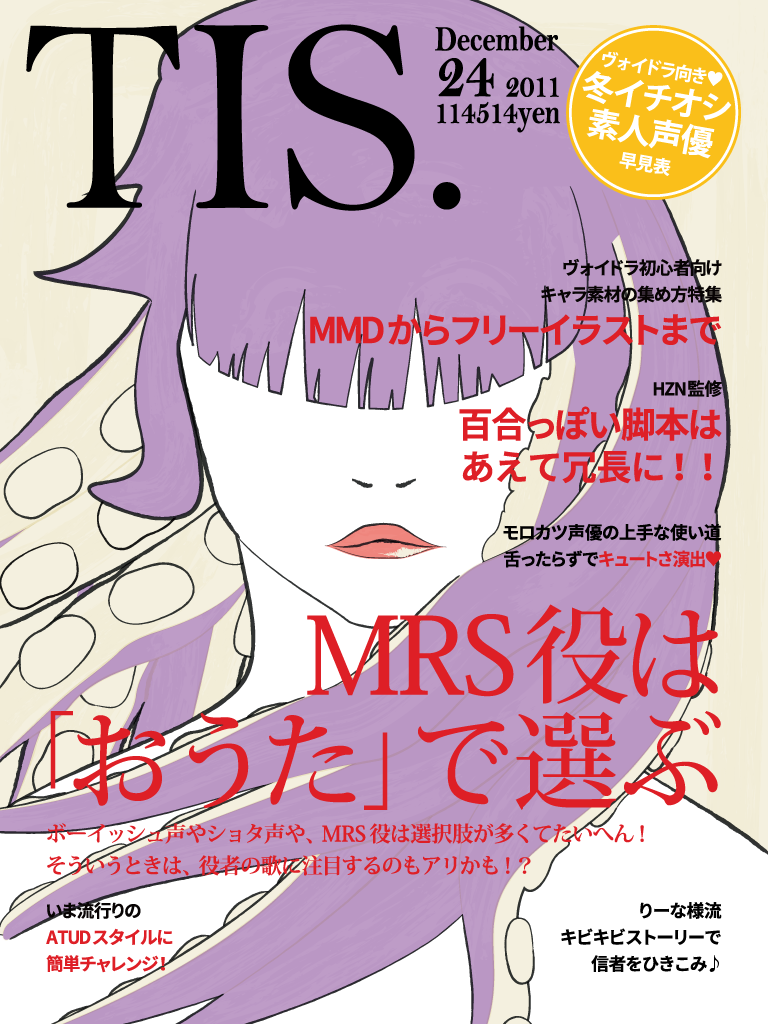 TIS.
December
24 2011
114514yen
ヴォイドラ向き♥
冬イチオシ
素人声優
早見表
ヴォイドラ初心者向け
キャラ素材の集め方特集
MMDからフリーイラストまで
HZN監修
百合っぽい脚本は
あえて冗長に！！
モロカツ声優の上手な使い道
舌ったらずでキュートさ演出♥
MRS役は
「おうた」で選ぶ
ボーイッシュ声やショタ声や、MRS役は選択肢が多くてたいへん！
そういうときは、役者の歌に注目するのもアリかも！？
いま流行りの
ATUDスタイルに
簡単チャレンジ！
りーな様流
キビキビストーリーで
信者をひきこみ♪